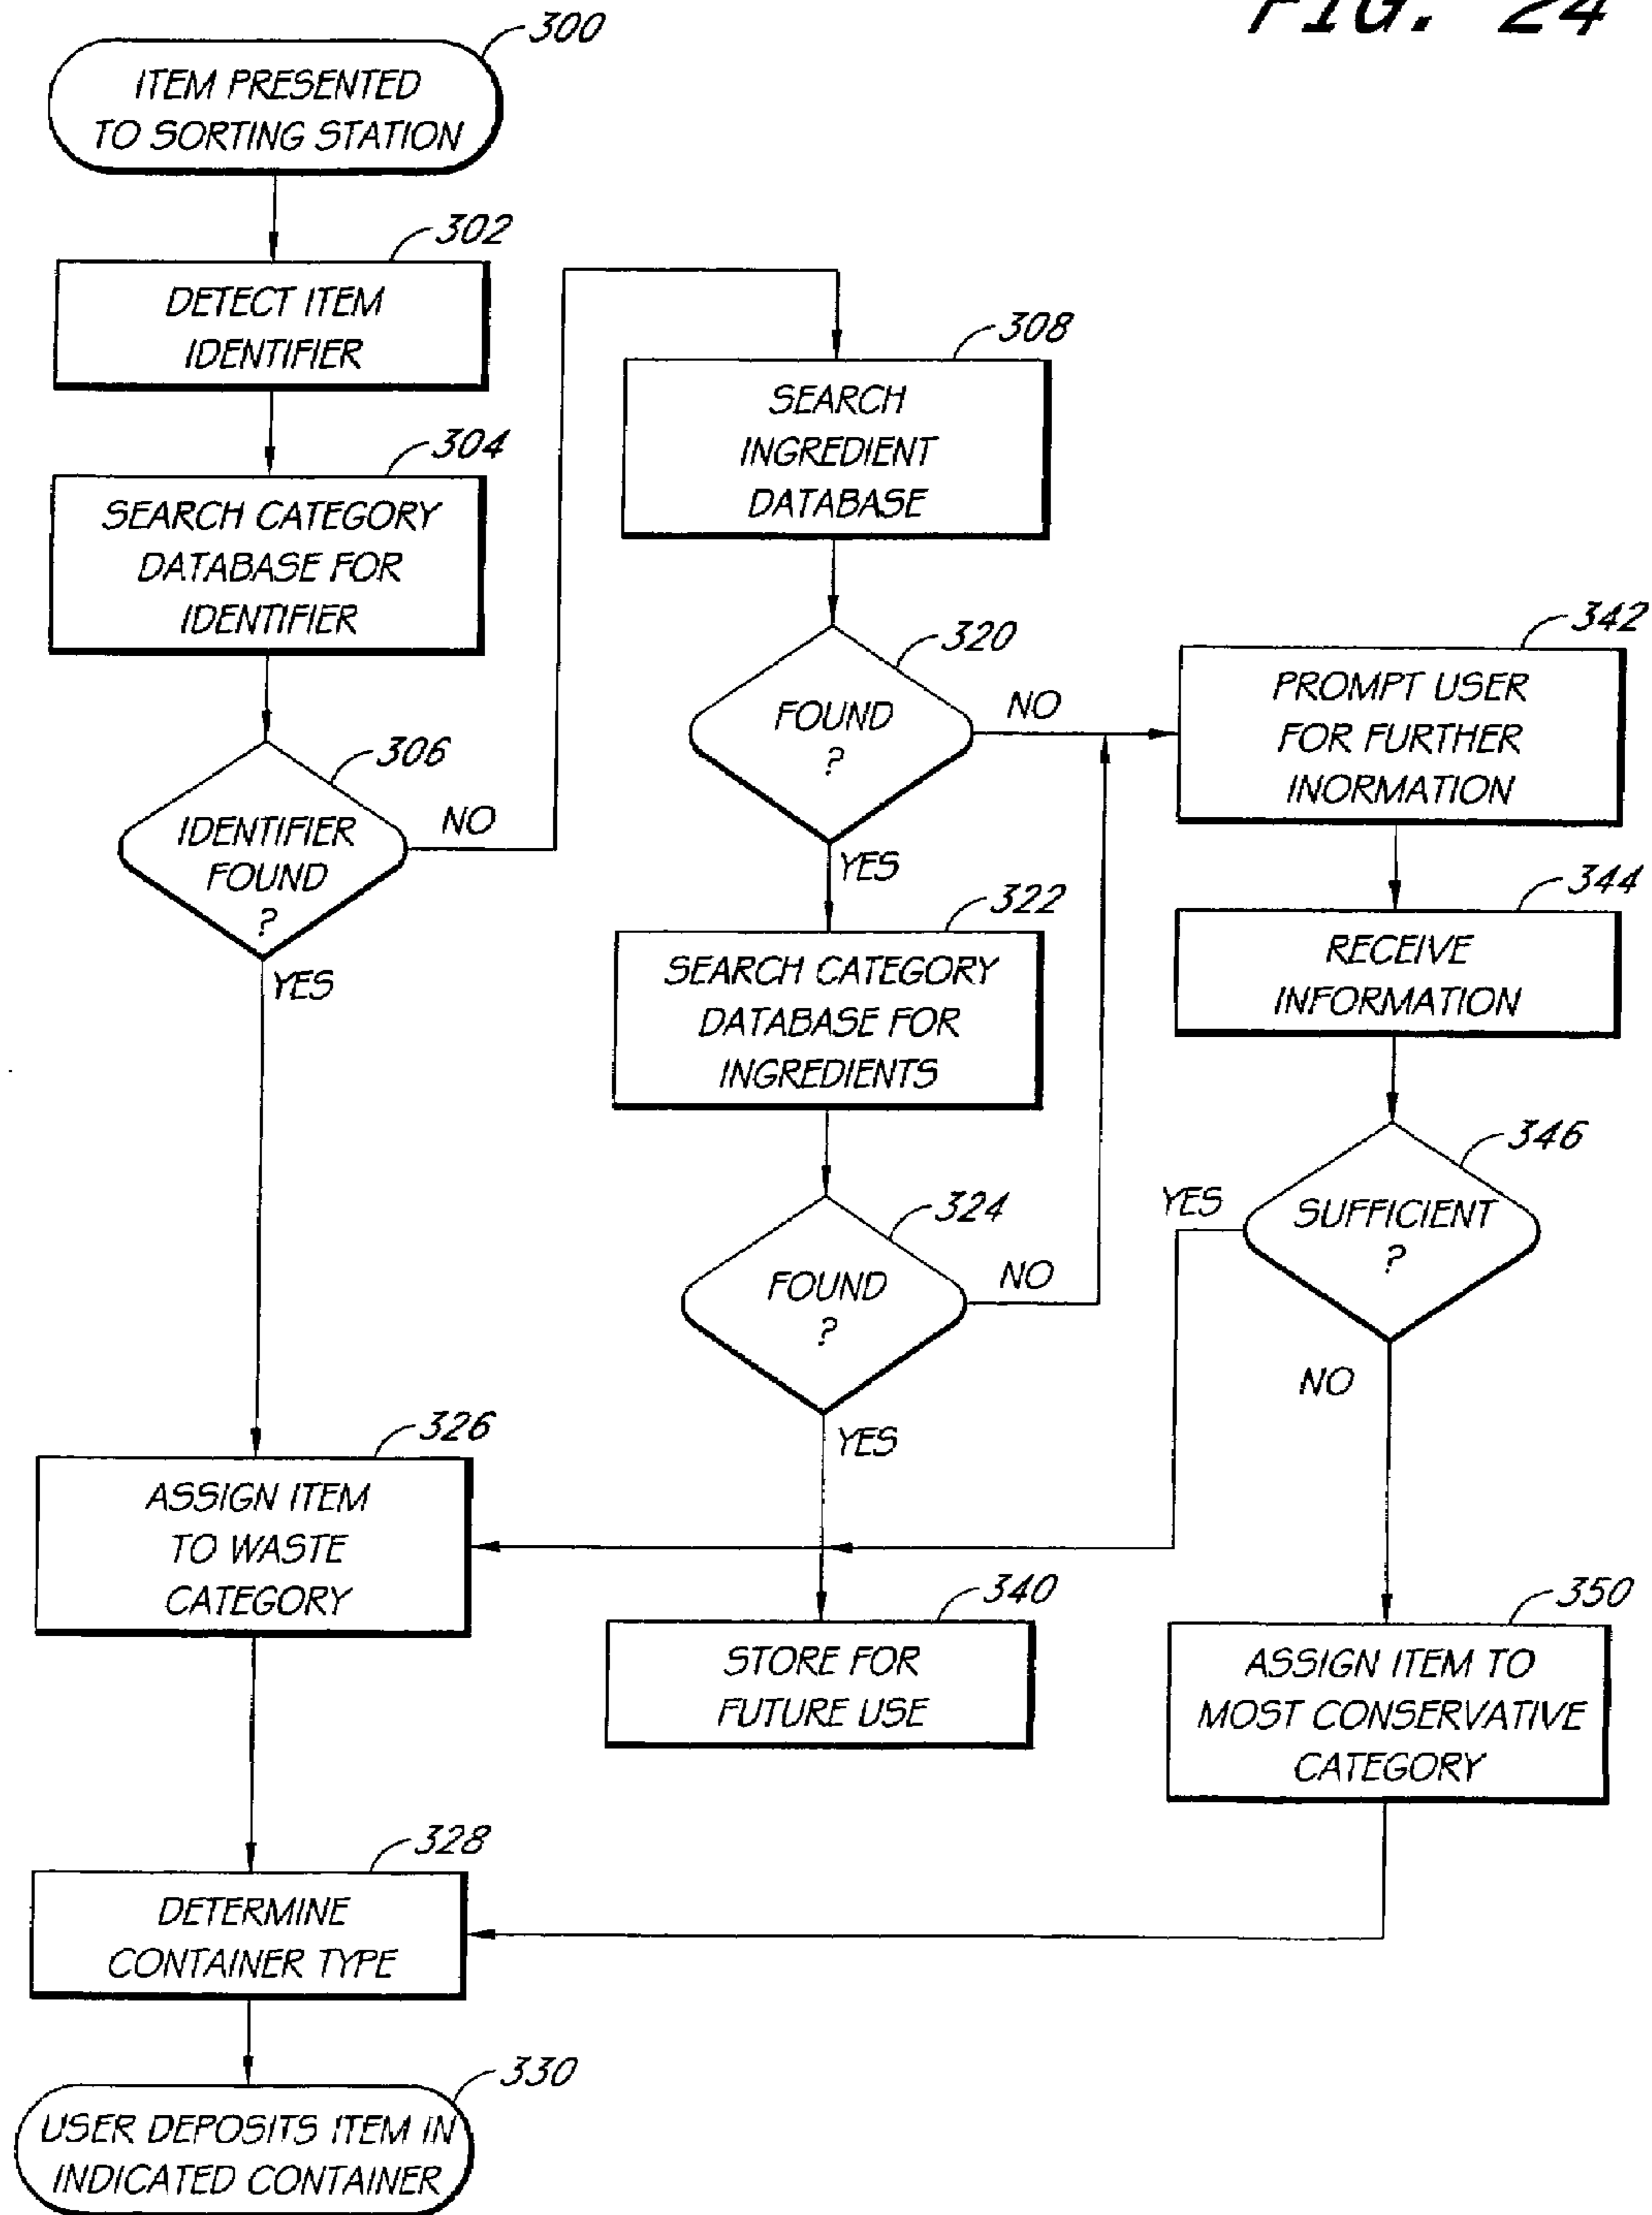 FIG. 24
300
ITEM PRESENTED
TO SORTING STATION
302
DETECT ITEM
IDENTIFIER
304
SEARCH CATEGORY
DATABASE FOR
IDENTIFIER
306
IDENTIFIER
FOUND
?
NO
YES
308
SEARCH
INGREDIENT
DATABASE
320
FOUND
?
NO
YES
322
SEARCH CATEGORY
DATABASE FOR
INGREDIENTS
324
FOUND
?
NO
YES
342
PROMPT USER
FOR FURTHER
INORMATION
344
RECEIVE
INFORMATION
346
SUFFICIENT
?
YES
NO
326
ASSIGN ITEM
TO WASTE
CATEGORY
340
STORE FOR
FUTURE USE
350
ASSIGN ITEM TO
MOST CONSERVATIVE
CATEGORY
328
DETERMINE
CONTAINER TYPE
330
USER DEPOSITS ITEM IN
INDICATED CONTAINER